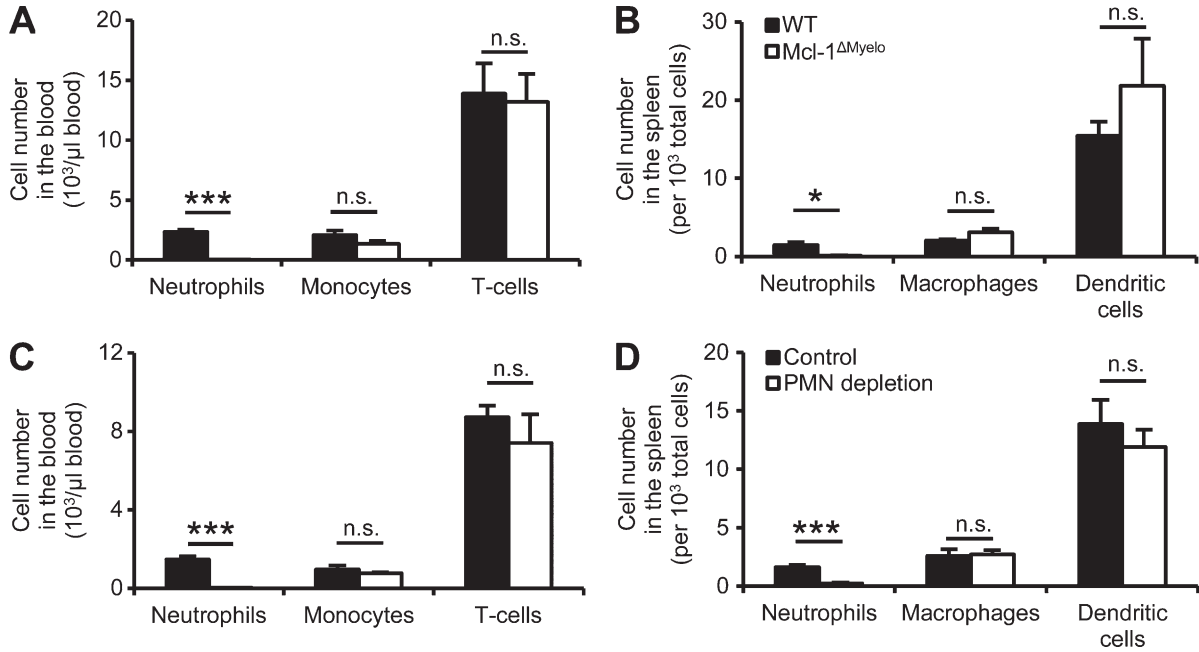 A
Cell number
in the blood
(10³/µl blood)
20
15
10
5
0
***
n.s.
n.s.
Neutrophils
Monocytes
T-cells
B
Cell number
in the spleen
(per 10³ total cells)
30
20
10
0
WT
Mcl-1ΔMyelo
*
n.s.
n.s.
Neutrophils
Macrophages
Dendritic
cells
C
Cell number
in the blood
(10³/µl blood)
12
8
4
0
***
n.s.
n.s.
Neutrophils
Monocytes
T-cells
D
Cell number
in the spleen
(per 10³ total cells)
20
15
10
5
0
Control
PMN depletion
***
n.s.
n.s.
Neutrophils
Macrophages
Dendritic
cells